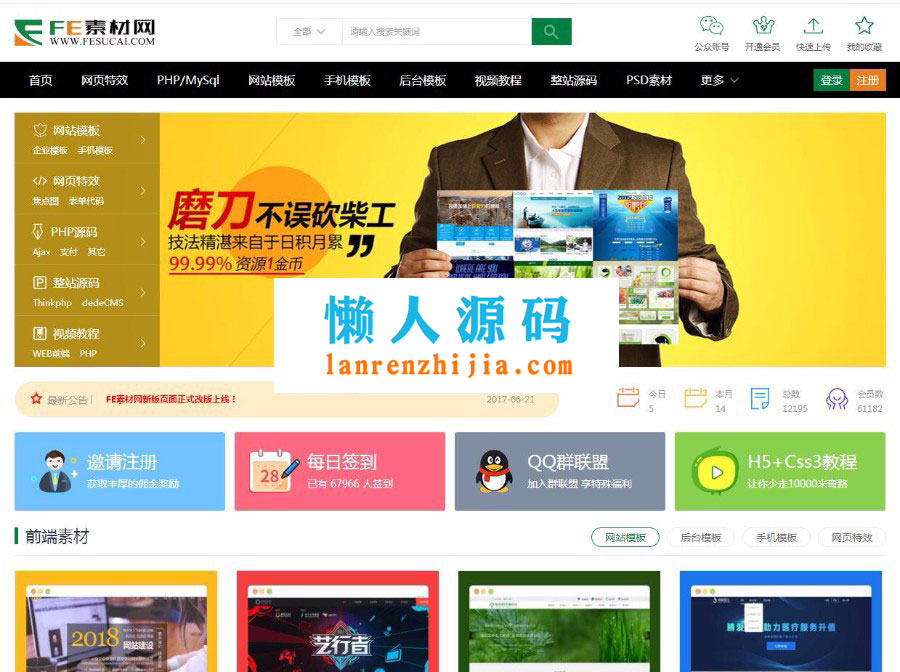 FE素材网
WWW.FESUCAI.COM
全部 请输入搜索关键词
公众账号 开通会员 快速上传 我的收藏
首页 网页特效 PHP/MySql 网站模板 手机模板 后台模板 视频教程 整站源码 PSD素材 更多 登录 注册
网站模板
企业模板 手机模板
网页特效
焦点图 表单代码
PHP源码
Ajax 支付 其它
整站源码
Thinkphp dedeCMS
视频教程
WEB前端 PHP
磨刀不误砍柴工
技法精湛来自于日积月累
99.99%资源1金币
WHERE ARE YOU
懒人源码
lanrenzhijia.com
最新公告 FE素材网新版页面正式改版上线！ 2017-06-21
今日 5
本月 14
总数 12195
会员数 61182
邀请注册
获取丰厚的佣金奖励
28
每日签到
已有 67966 人签到
QQ群联盟
加入群联盟 享特殊福利
H5+Css3教程
让你少走10000米弯路
前端素材 网站模板 后台模板 手机模板 网页特效
2018
网站建设
艺行者
助力医疗服务升值